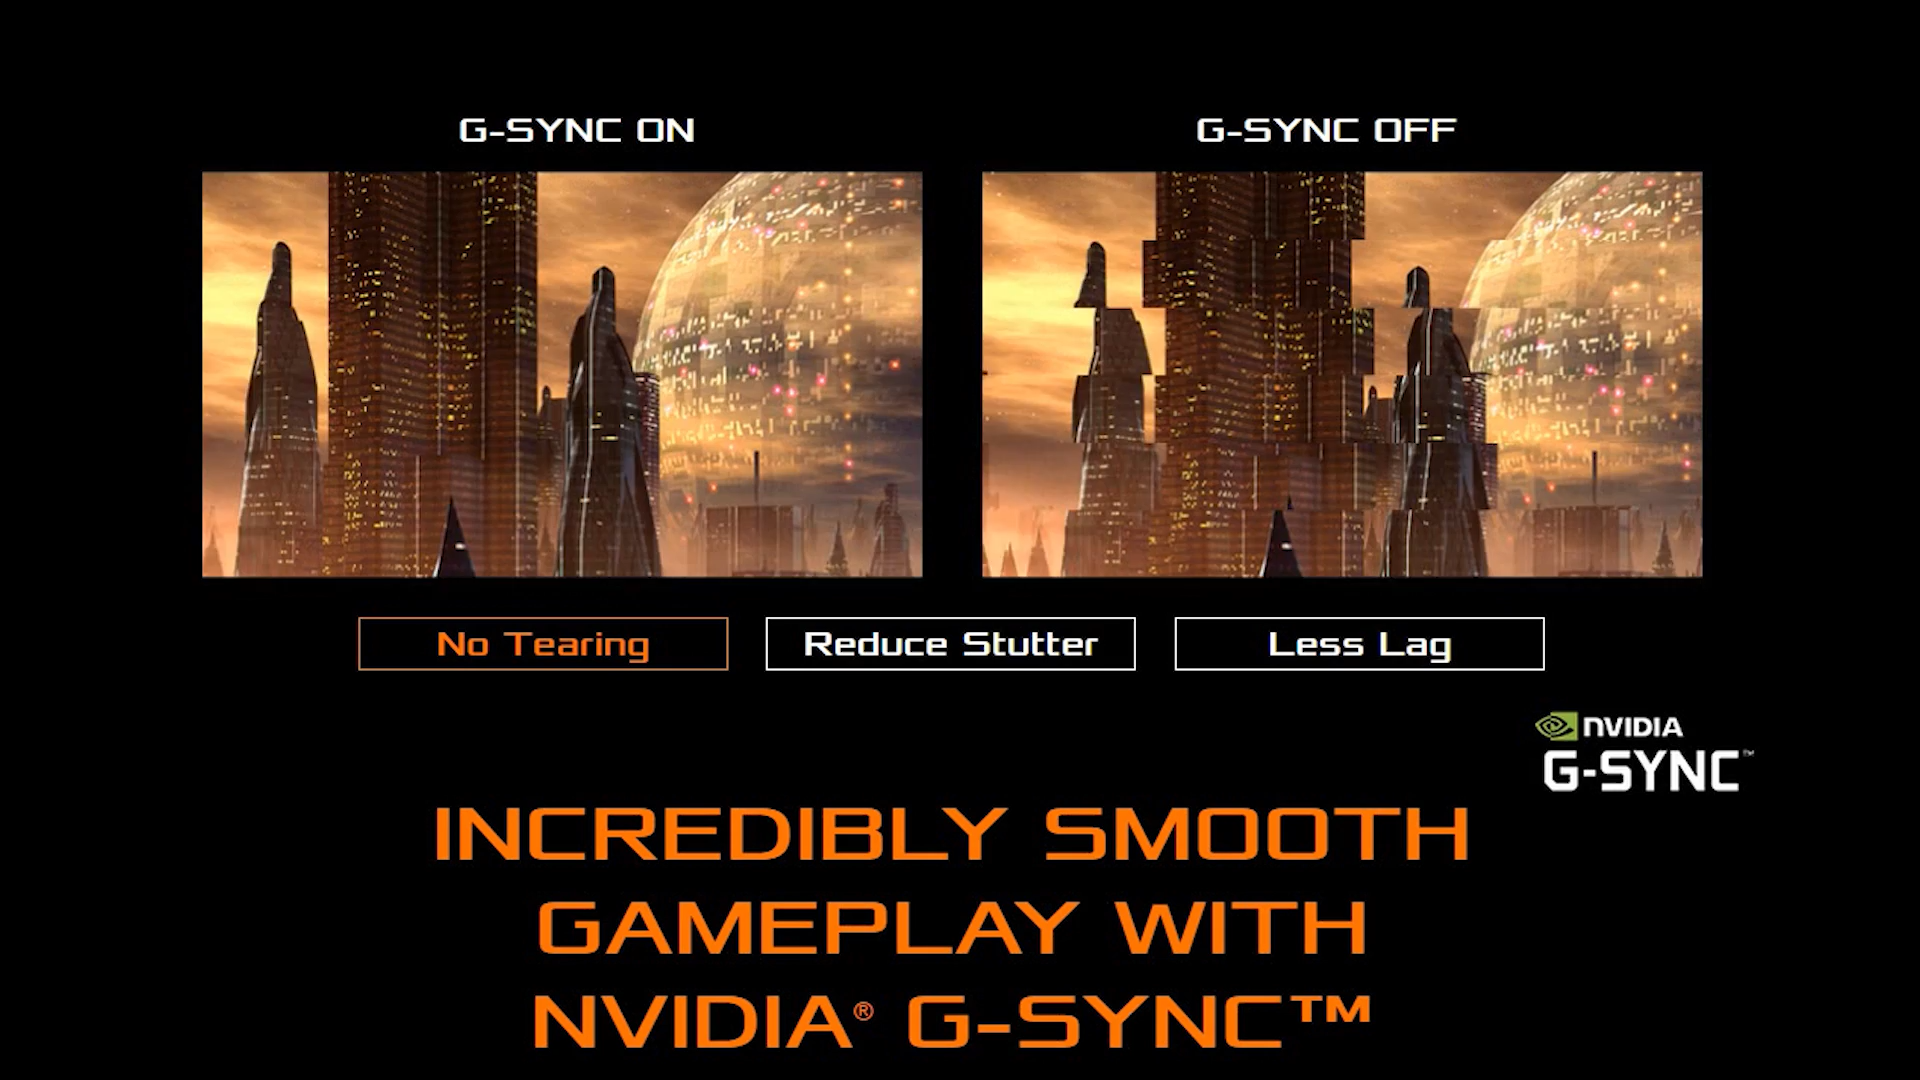 G-SYNC ON
G-SYNC OFF
No Tearing
Reduce Stutter
Less Lag
NVIDIA
G-SYNC™
INCREDIBLY SMOOTH
GAMEPLAY WITH
NVIDIA® G-SYNC™